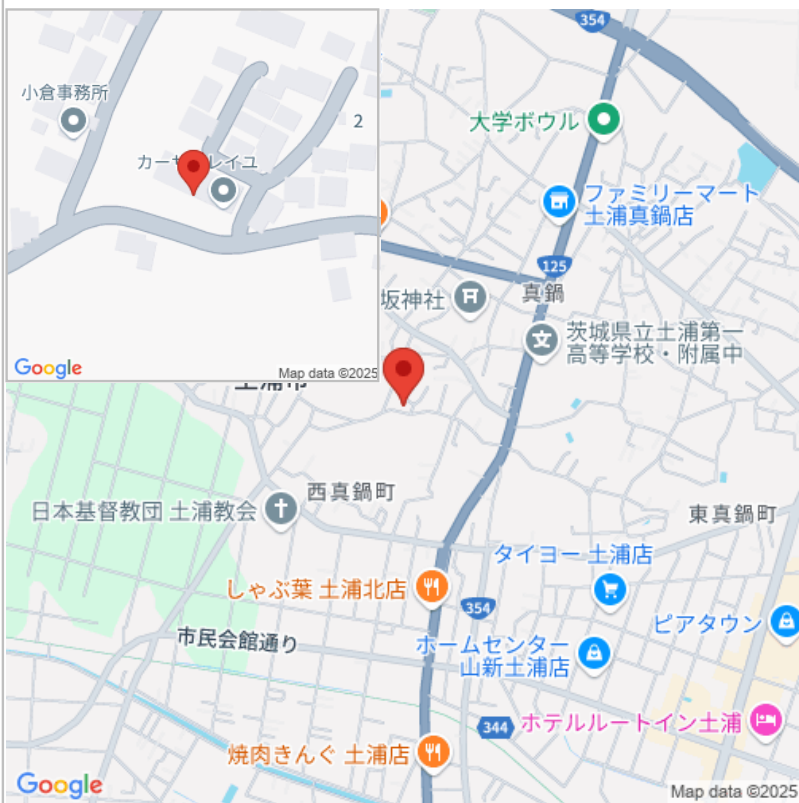 小倉事務所
2
Google
Map data ©2025
354
大学ボウル
ファミリーマート
土浦真鍋店
125
坂神社
真鍋
茨城県立土浦第一
高等学校・附属中
西真鍋町
日本基督教団 土浦教会
東真鍋町
タイヨー 土浦店
しゃぶ葉 土浦北店
354
ピアタウン
市民会館通り
ホームセンター
山新土浦店
344
ホテルルートイン土浦
焼肉きんぐ 土浦店
Google
Map data ©2025